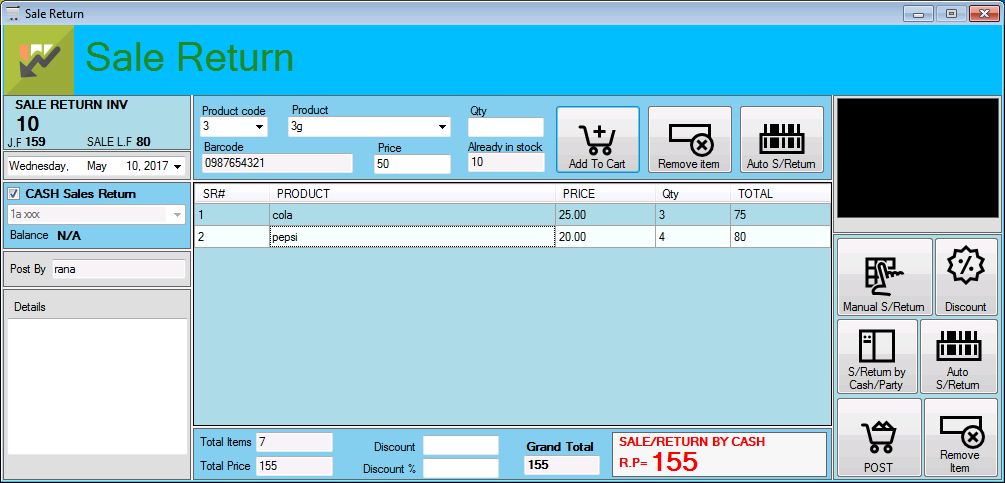 Sale Return
Sale Return
SALE RETURN INV
10
J.F 159 SALE L.F 80
Wednesday, May 10, 2017
CASH Sales Return
1a xxx
Balance N/A
Post By rana
Details
Product code Product Qty
3 3g
Barcode Price Already in stock
0987654321 50 10
Add To Cart
Remove item
Auto S/Return
SR# PRODUCT PRICE Qty TOTAL
1 cola 25.00 3 75
2 pepsi 20.00 4 80
Total Items 7
Total Price 155
Discount
Discount %
Grand Total
155
SALE/RETURN BY CASH
R.P= 155
Manual S/Return
Discount
S/Return by
Cash/Party
Auto
S/Return
POST
Remove
Item